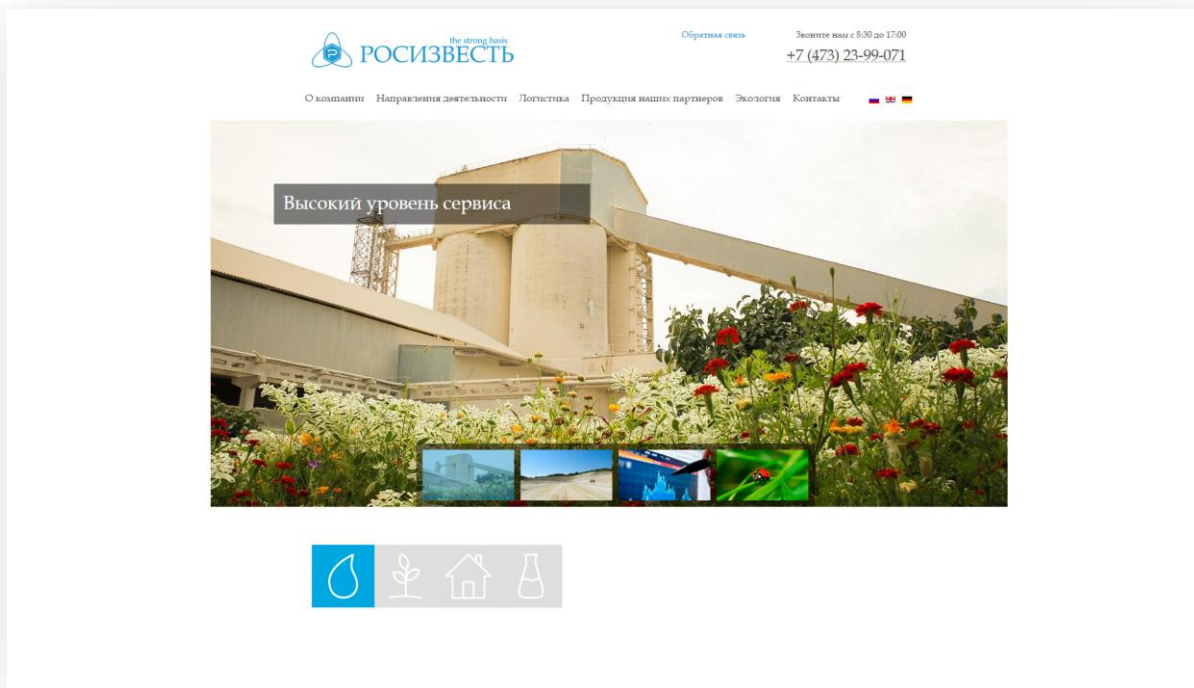 the strong basis
РОСИЗВЕСТЬ
Обратная связь
Звоните нам с 8:30 до 17:00
+7 (473) 23-99-071
О компании Направления деятельности Логистика Продукция наших партнеров Экология Контакты
Высокий уровень сервиса